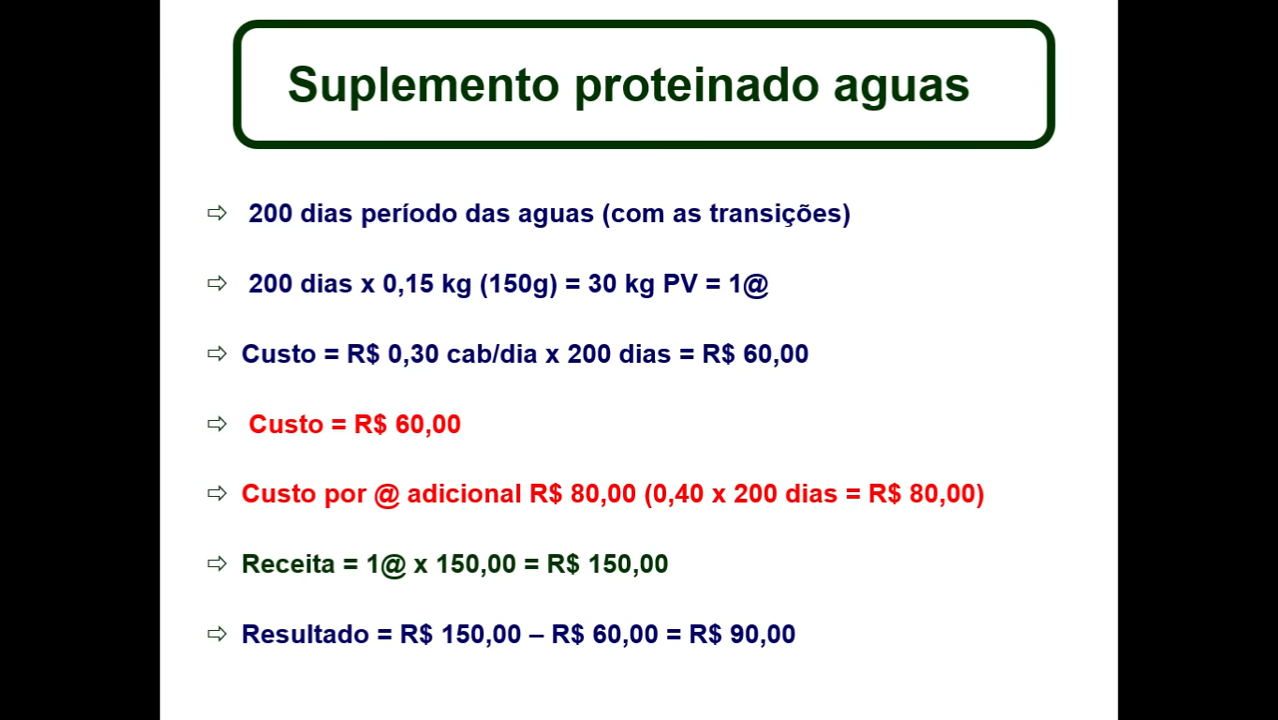 Suplemento proteinado aguas
⇨ 200 dias período das aguas (com as transições)
⇨ 200 dias x 0,15 kg (150g) = 30 kg PV = 1@
⇨ Custo = R$ 0,30 cab/dia x 200 dias = R$ 60,00
⇨ Custo = R$ 60,00
⇨ Custo por @ adicional R$ 80,00 (0,40 x 200 dias = R$ 80,00)
⇨ Receita = 1@ x 150,00 = R$ 150,00
⇨ Resultado = R$ 150,00 – R$ 60,00 = R$ 90,00